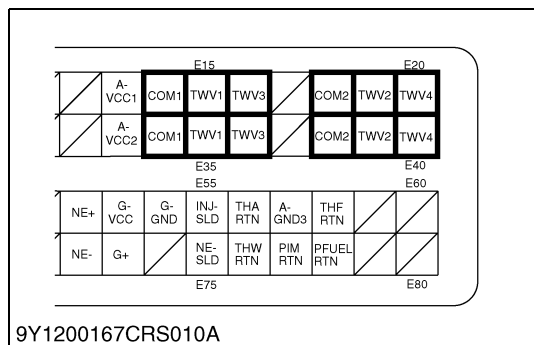 E15 E20
A-VCC1 COM1 TWV1 TWV3 COM2 TWV2 TWV4
A-VCC2 COM1 TWV1 TWV3 COM2 TWV2 TWV4
E35 E40
E55 E60
NE+ G-VCC G-GND INJ-SLD THA RTN A-GND3 THF RTN
NE- G+ NE-SLD THW RTN PIM RTN PFUEL RTN
E75 E80
9Y1200167CRS010A